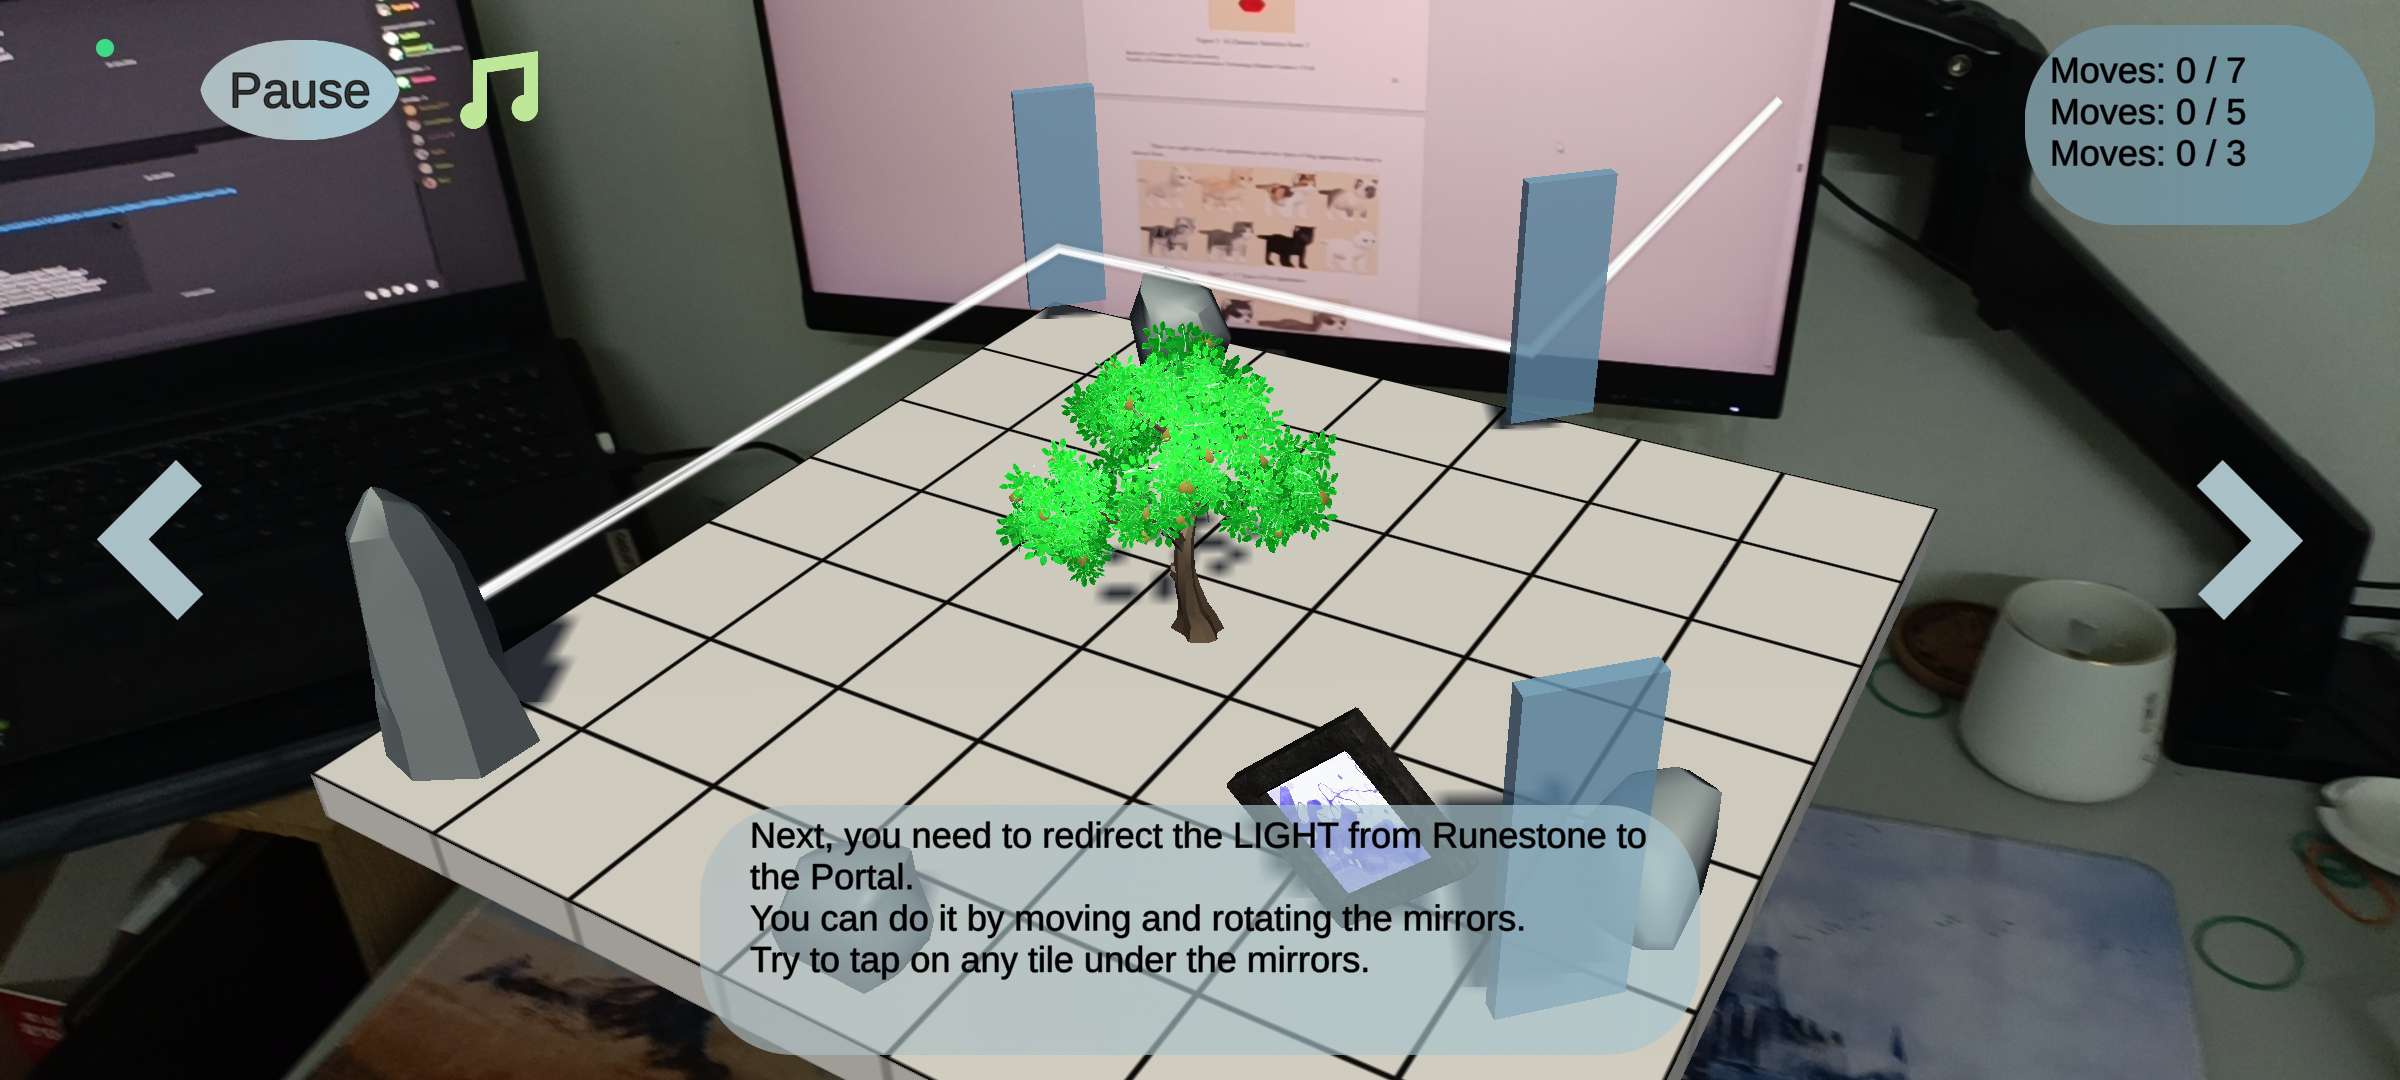 Pause
Moves: 0 / 7
Moves: 0 / 5
Moves: 0 / 3
Next, you need to redirect the LIGHT from Runestone to
the Portal.
You can do it by moving and rotating the mirrors.
Try to tap on any tile under the mirrors.